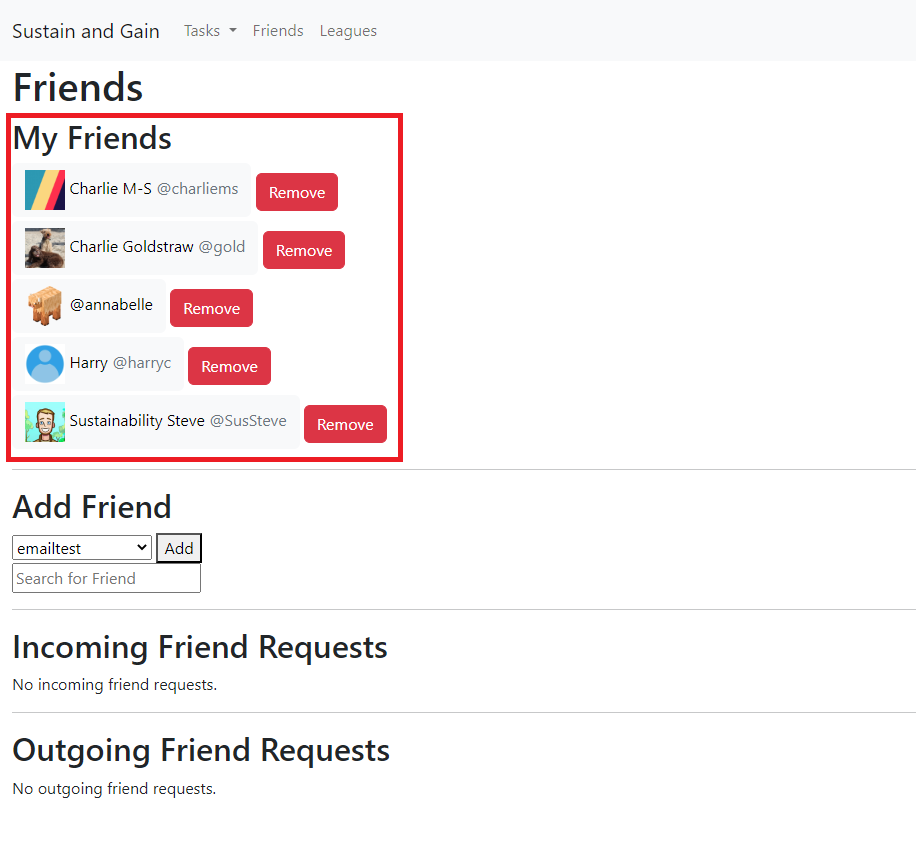 Sustain and Gain Tasks Friends Leagues
Friends
My Friends
Charlie M-S @charliems Remove
Charlie Goldstraw @gold Remove
@annabelle Remove
Harry @harryc Remove
Sustainability Steve @SusSteve Remove
Add Friend
emailtest Add
Search for Friend
Incoming Friend Requests
No incoming friend requests.
Outgoing Friend Requests
No outgoing friend requests.